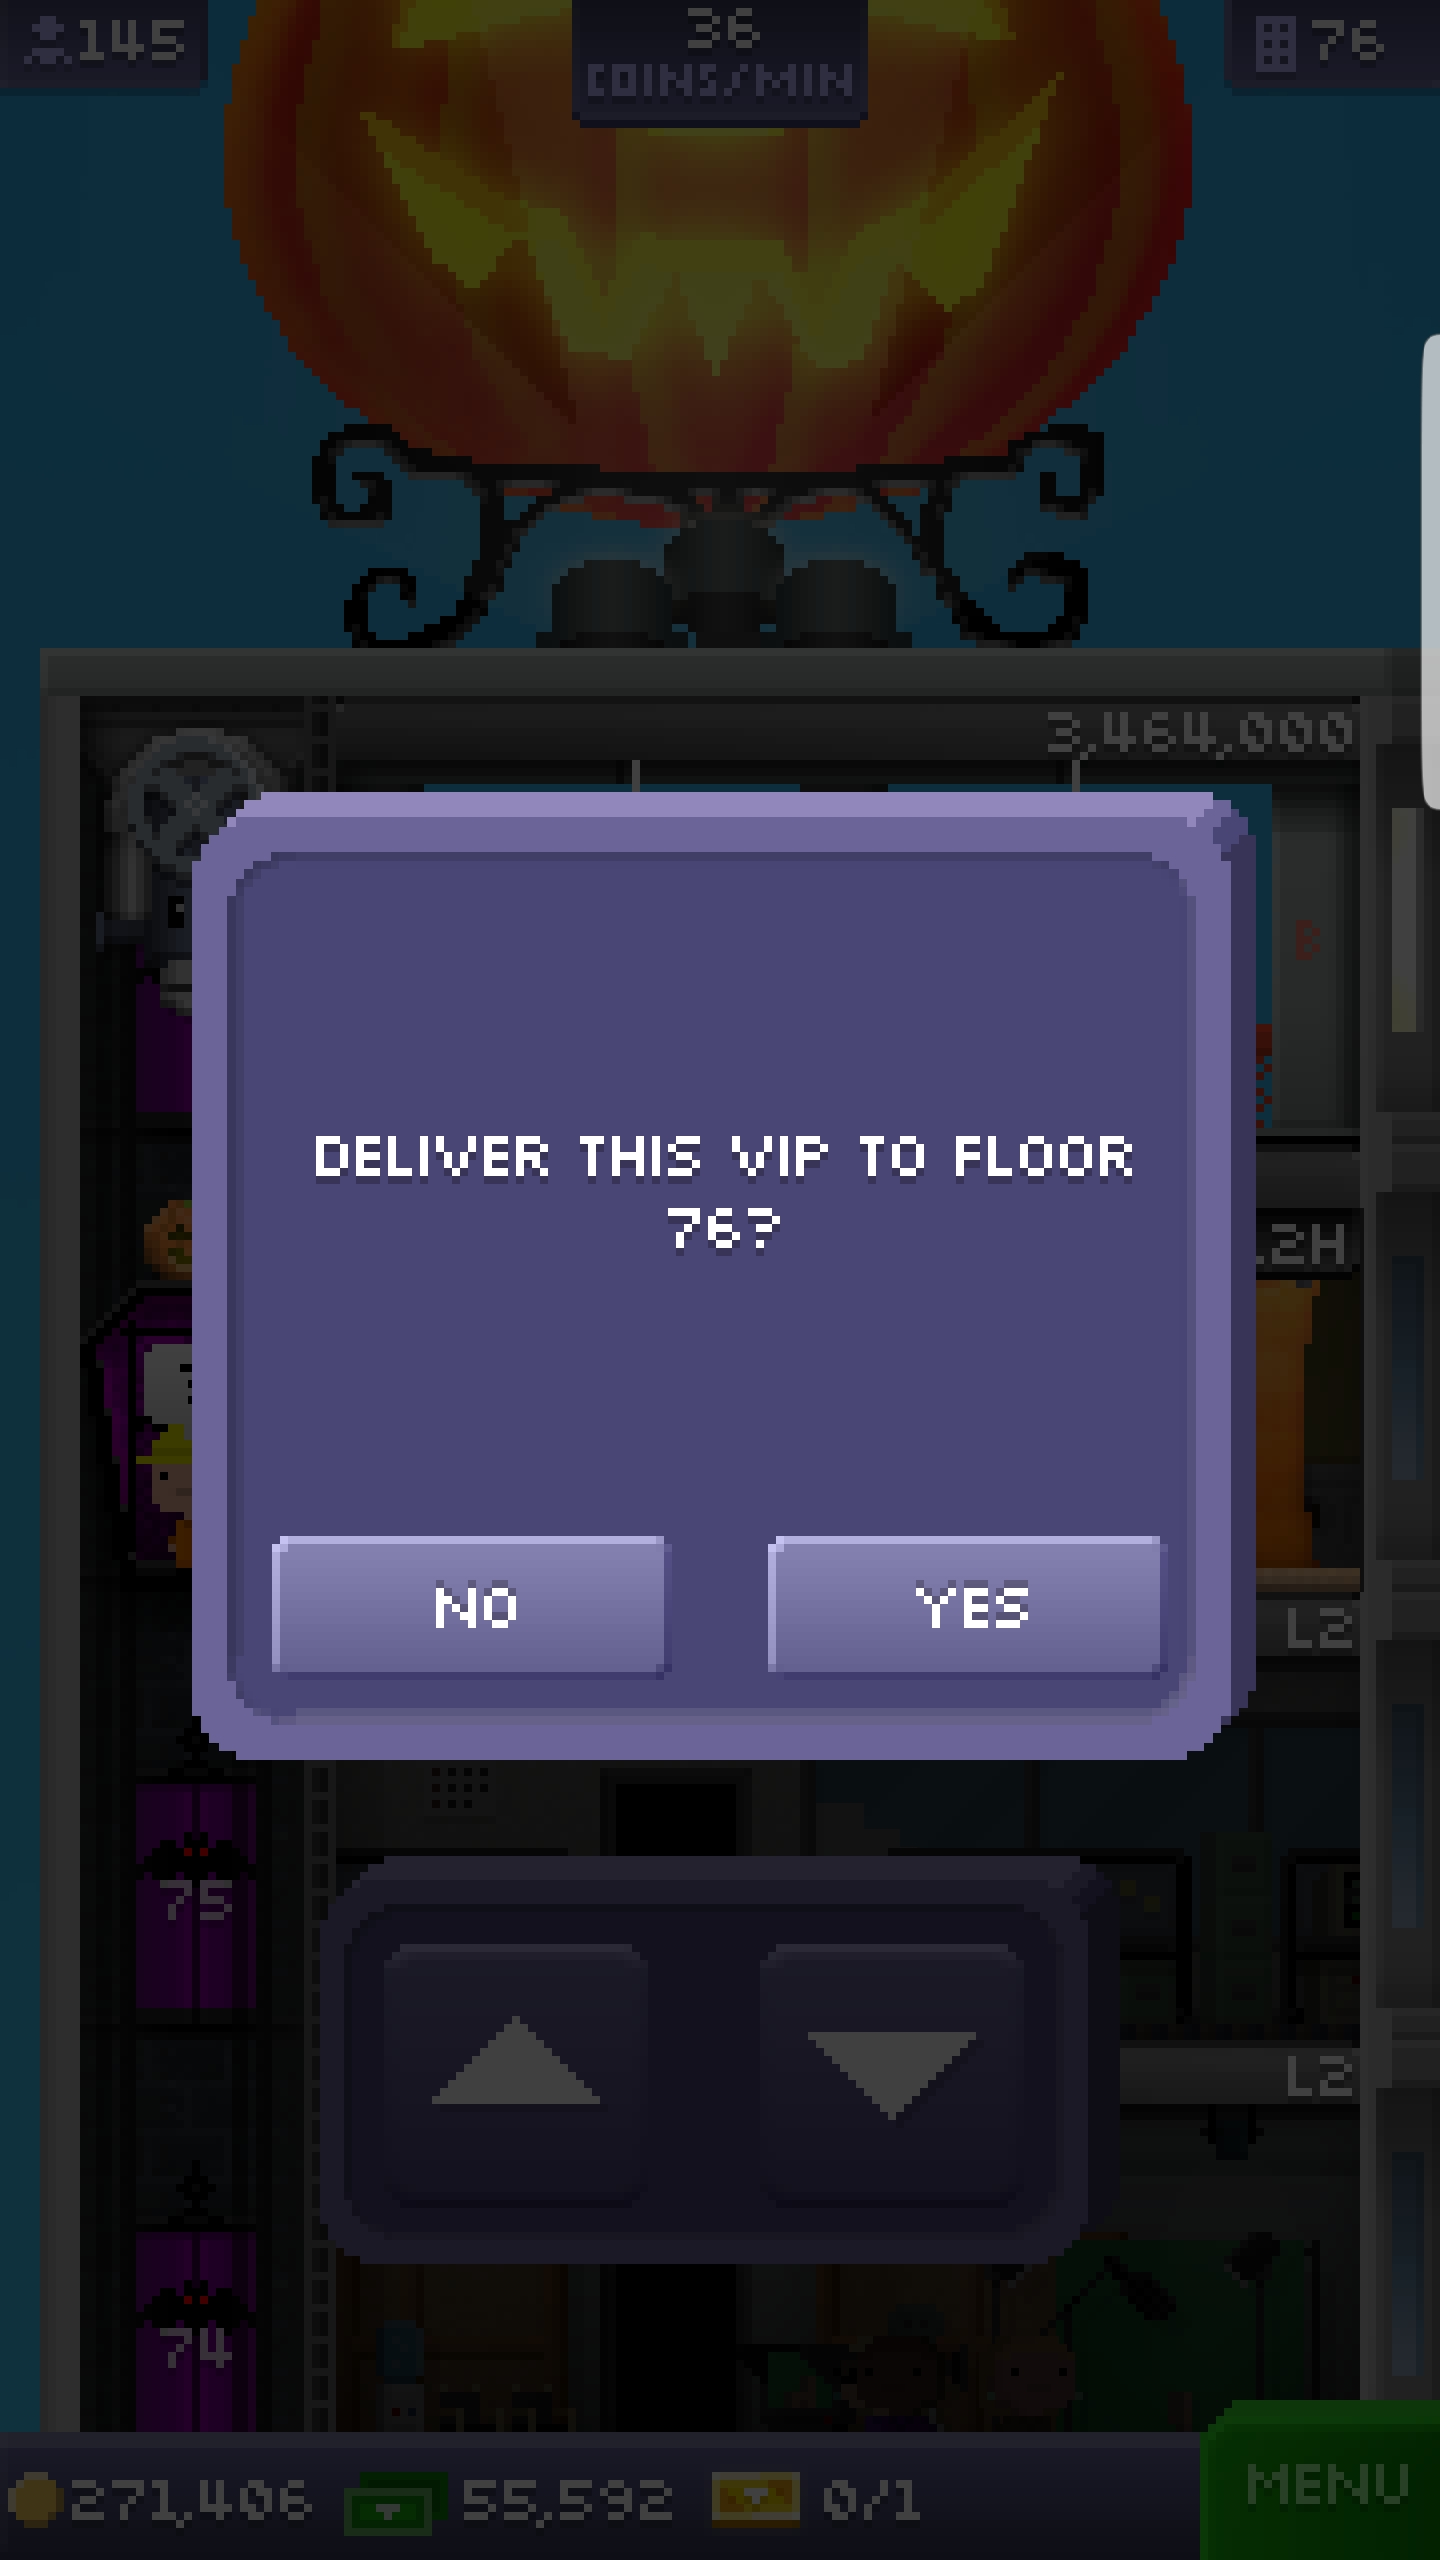 145
36
COINS/MIN
76
3,464,000
B
L2H
DELIVER THIS VIP TO FLOOR
76?
NO
YES
L2
75
L2
74
271,406
55,592
0/1
MENU